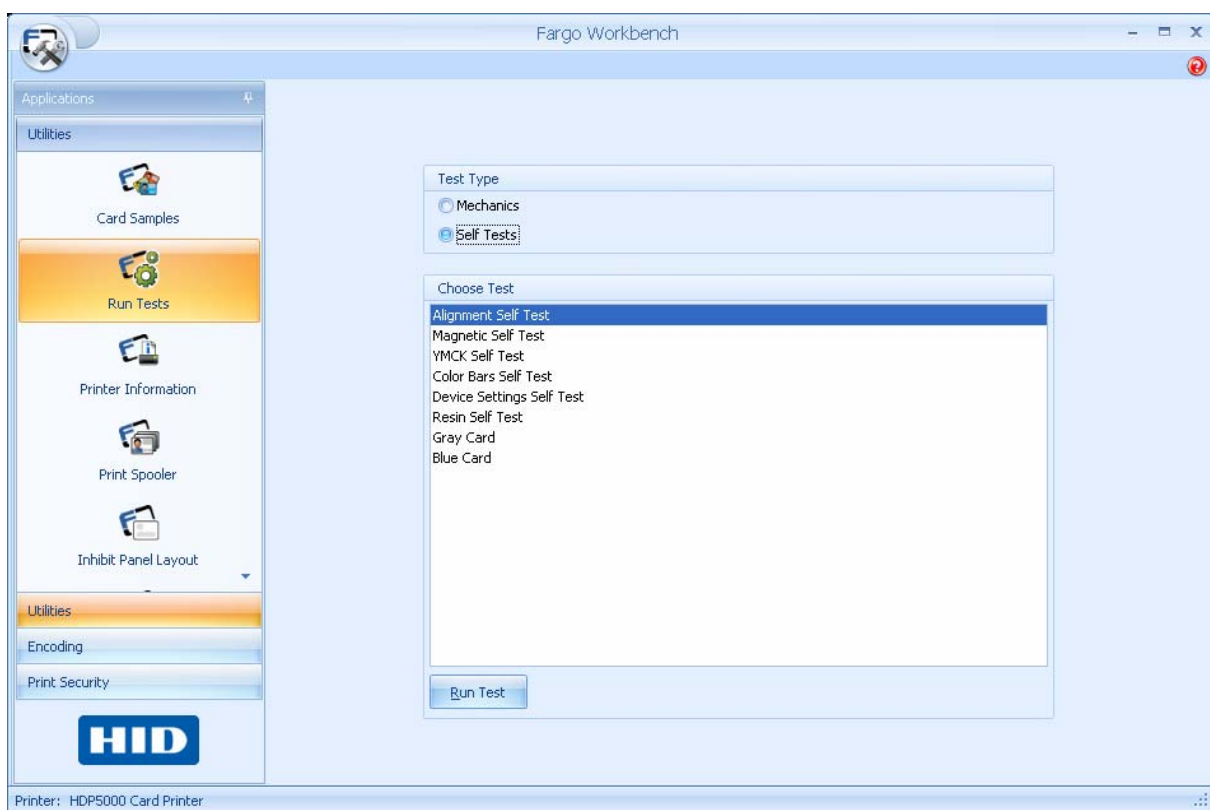 Fargo Workbench
Applications
Utilities
Card Samples
Run Tests
Printer Information
Print Spooler
Inhibit Panel Layout
Utilities
Encoding
Print Security
HID
Test Type
Mechanics
Self Tests
Choose Test
Alignment Self Test
Magnetic Self Test
YMCK Self Test
Color Bars Self Test
Device Settings Self Test
Resin Self Test
Gray Card
Blue Card
Run Test
Printer: HDP5000 Card Printer